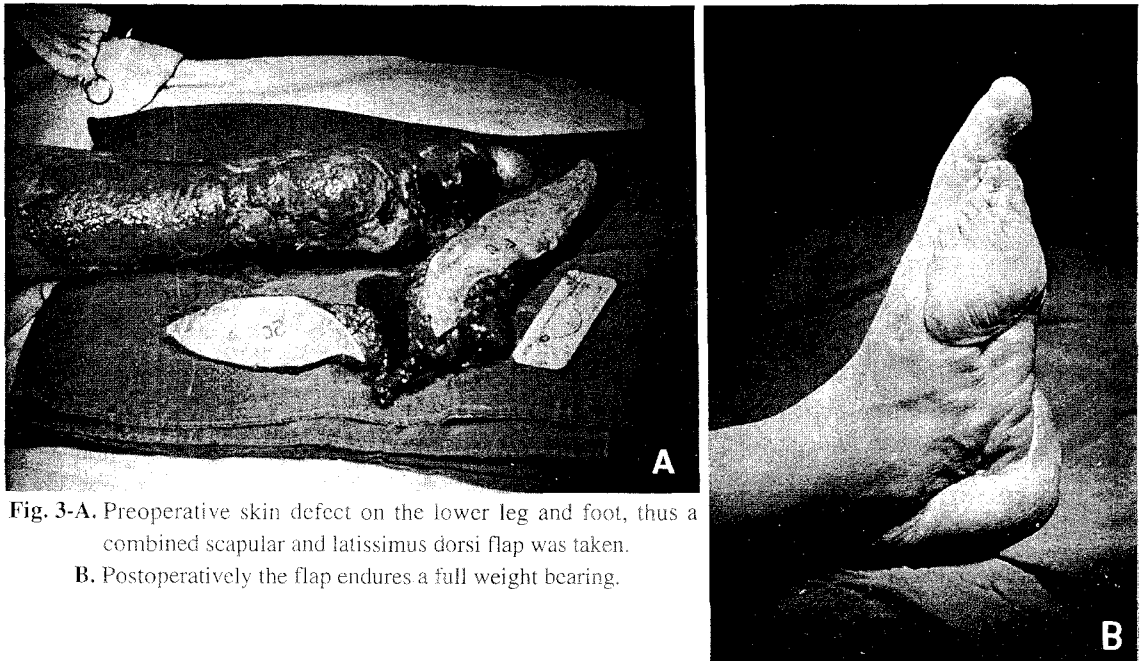 A
B
Fig. 3-A. Preoperative skin defect on the lower leg and foot, thus a
combined scapular and latissimus dorsi flap was taken.
B. Postoperatively the flap endures a full weight bearing.